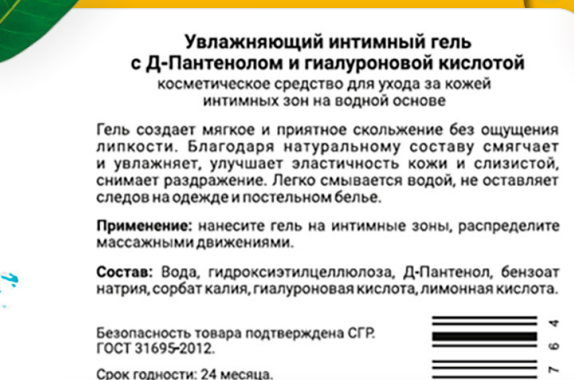 Увлажняющий интимный гель
с Д-Пантенолом и гиалуроновой кислотой
косметическое средство для ухода за кожей
интимных зон на водной основе
Гель создает мягкое и приятное скольжение без ощущения
липкости. Благодаря натуральному составу смягчает
и увлажняет, улучшает эластичность кожи и слизистой,
снимает раздражение. Легко смывается водой, не оставляет
следов на одежде и постельном белье.
Применение: нанесите гель на интимные зоны, распределите
массажными движениями.
Состав: Вода, гидроксиэтилцеллюлоза, Д-Пантенол, бензоат
натрия, сорбат калия, гиалуроновая кислота, лимонная кислота.
Безопасность товара подтверждена СГР.
ГОСТ 31695-2012.
Срок годности: 24 месяца.
764